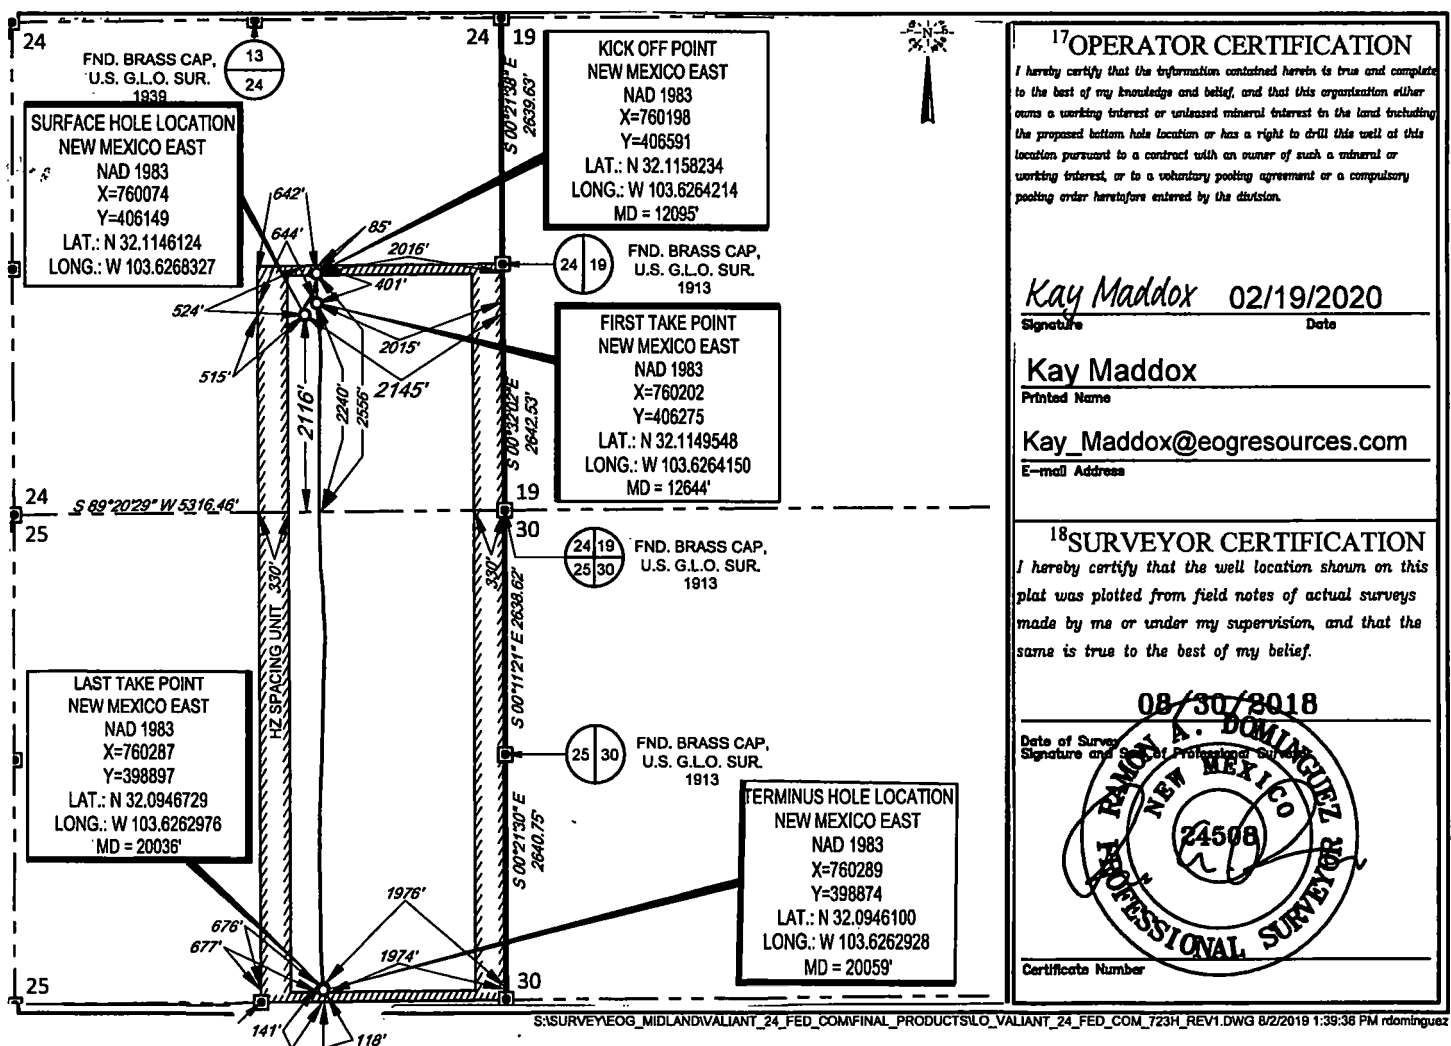 24
24
19
FND. BRASS CAP,
U.S. G.L.O. SUR.
1939
13
24
SURFACE HOLE LOCATION
NEW MEXICO EAST
NAD 1983
X=760074
Y=406149
LAT.: N 32.1146124
LONG.: W 103.6268327
KICK OFF POINT
NEW MEXICO EAST
NAD 1983
X=760198
Y=406591
LAT.: N 32.1158234
LONG.: W 103.6264214
MD = 12095'
S 00°21'38" E
2639.63'
N
642'
644'
85'
2016'
401'
524'
515'
2015'
2145'
2116'
2240'
2556'
24 19
FND. BRASS CAP,
U.S. G.L.O. SUR.
1913
FIRST TAKE POINT
NEW MEXICO EAST
NAD 1983
X=760202
Y=406275
LAT.: N 32.1149548
LONG.: W 103.6264150
MD = 12644'
S 00°32'02" E
2642.53'
24
25
S 89°20'29" W 5316.46'
19
30
24 19
25 30
FND. BRASS CAP,
U.S. G.L.O. SUR.
1913
330'
330'
HZ SPACING UNIT
S 00°11'21" E 2638.62'
25 30
FND. BRASS CAP,
U.S. G.L.O. SUR.
1913
LAST TAKE POINT
NEW MEXICO EAST
NAD 1983
X=760287
Y=398897
LAT.: N 32.0946729
LONG.: W 103.6262976
MD = 20036'
S 00°21'30" E
2640.75'
TERMINUS HOLE LOCATION
NEW MEXICO EAST
NAD 1983
X=760289
Y=398874
LAT.: N 32.0946100
LONG.: W 103.6262928
MD = 20059'
1976'
676'
677'
1974'
25
30
141'
118'
17OPERATOR CERTIFICATION
I hereby certify that the information contained herein is true and complete
to the best of my knowledge and belief, and that this organization either
owns a working interest or unleased mineral interest in the land including
the proposed bottom hole location or has a right to drill this well at this
location pursuant to a contract with an owner of such a mineral or
working interest, or to a voluntary pooling agreement or a compulsory
pooling order heretofore entered by the division.
Kay Maddox 02/19/2020
Signature Date
Kay Maddox
Printed Name
Kay_Maddox@eogresources.com
E-mail Address
18SURVEYOR CERTIFICATION
I hereby certify that the well location shown on this
plat was plotted from field notes of actual surveys
made by me or under my supervision, and that the
same is true to the best of my belief.
08/30/2018
Date of Survey
Signature and Seal of Professional Surveyor
RAMON A. DOMINGUEZ
NEW MEXICO
24508
PROFESSIONAL SURVEYOR
Certificate Number
S:\SURVEY\EOG_MIDLAND\VALIANT_24_FED_COM\FINAL_PRODUCTS\LO_VALIANT_24_FED_COM_723H_REV1.DWG 8/2/2019 1:39:36 PM rdominguez